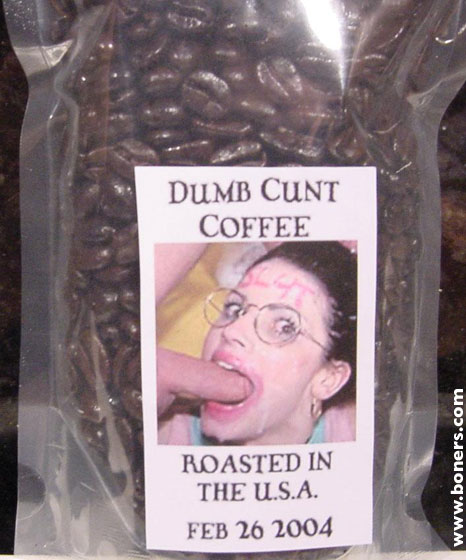 DUMB CUNT
COFFEE
ROASTED IN
THE U.S.A.
FEB 26 2004
www.boners.com